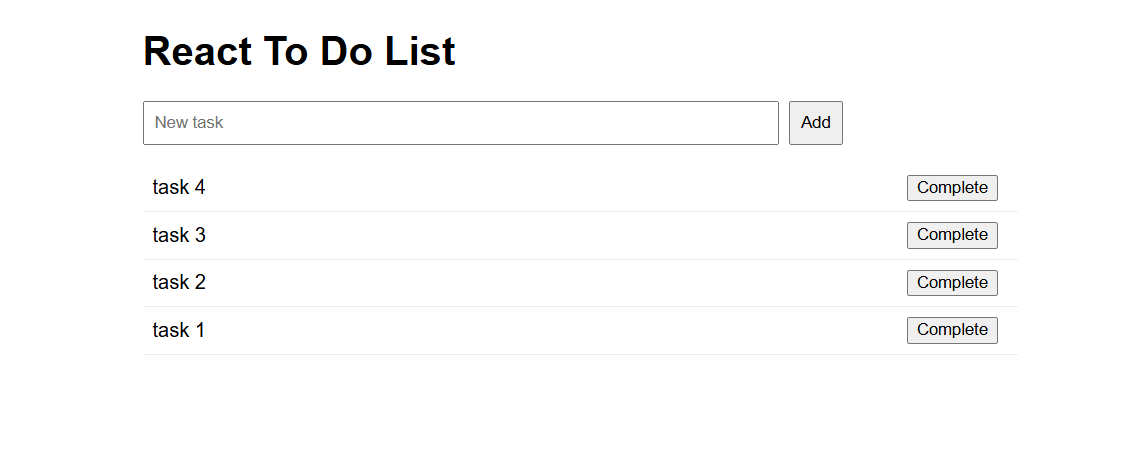 React To Do List
New task Add
task 4 Complete
task 3 Complete
task 2 Complete
task 1 Complete